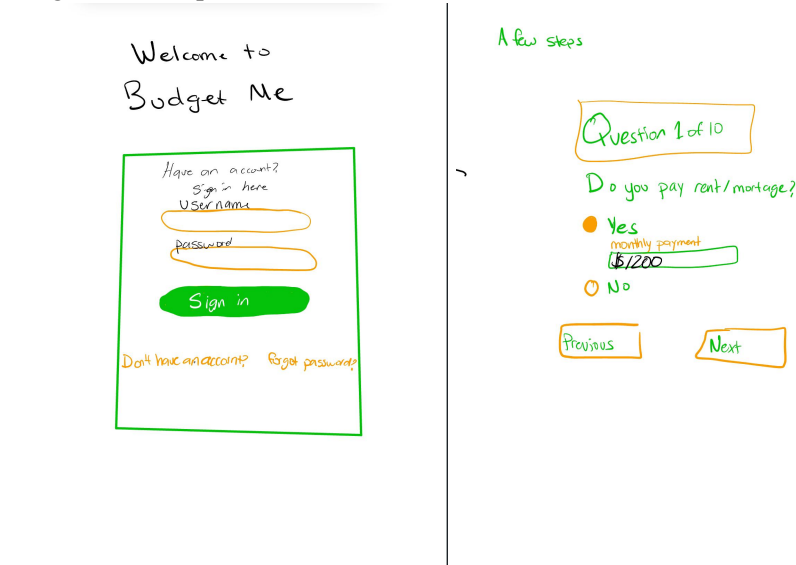 Welcome to
Budget Me
Have an account?
Sign in here
Username
password
Sign in
Don't have an account? forgot password?
A few steps
Question 1 of 10
Do you pay rent/mortage?
Yes
monthly payment
$1200
No
Previous
Next